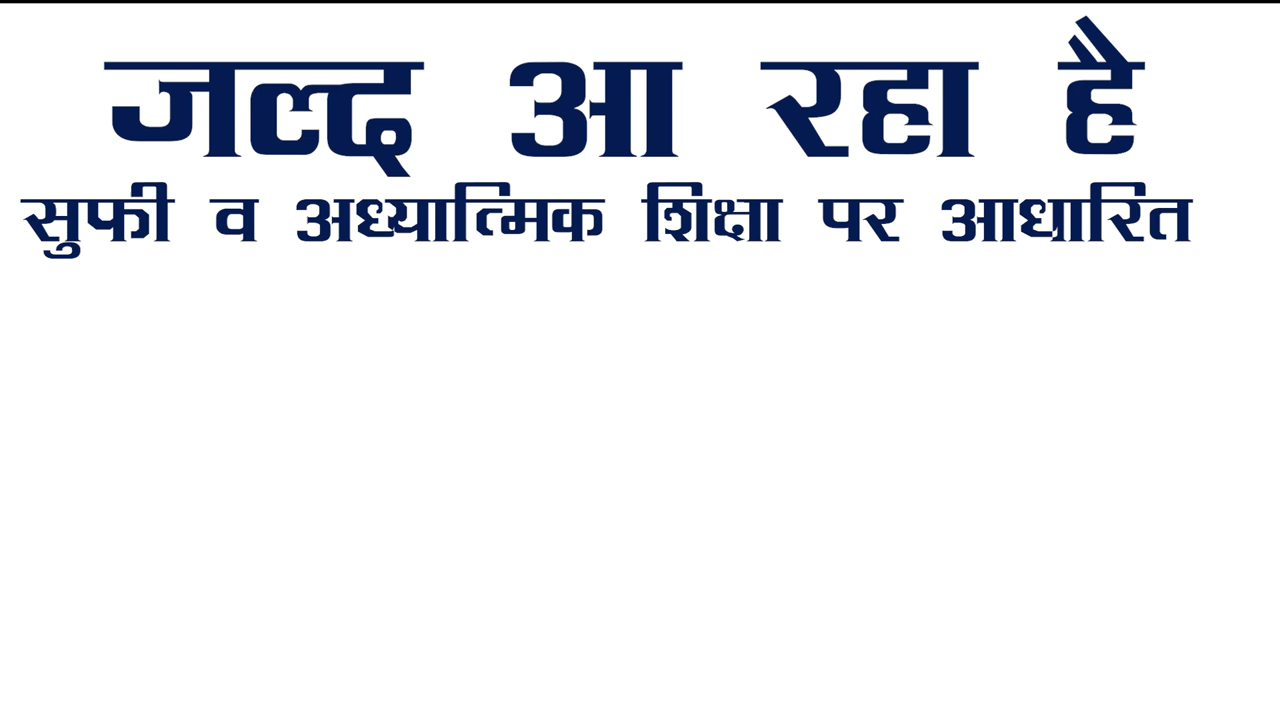 जल्द आ रहा है
सुफी व अध्यात्मिक शिक्षा पर आधारित